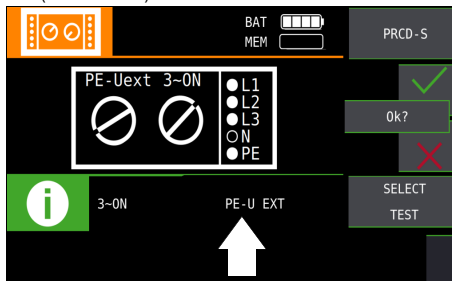 BAT
MEM
PRCD-S
PE-Uext 3~ON
L1
L2
L3
N
PE
Ok?
i
3~ON
PE-U EXT
SELECT
TEST